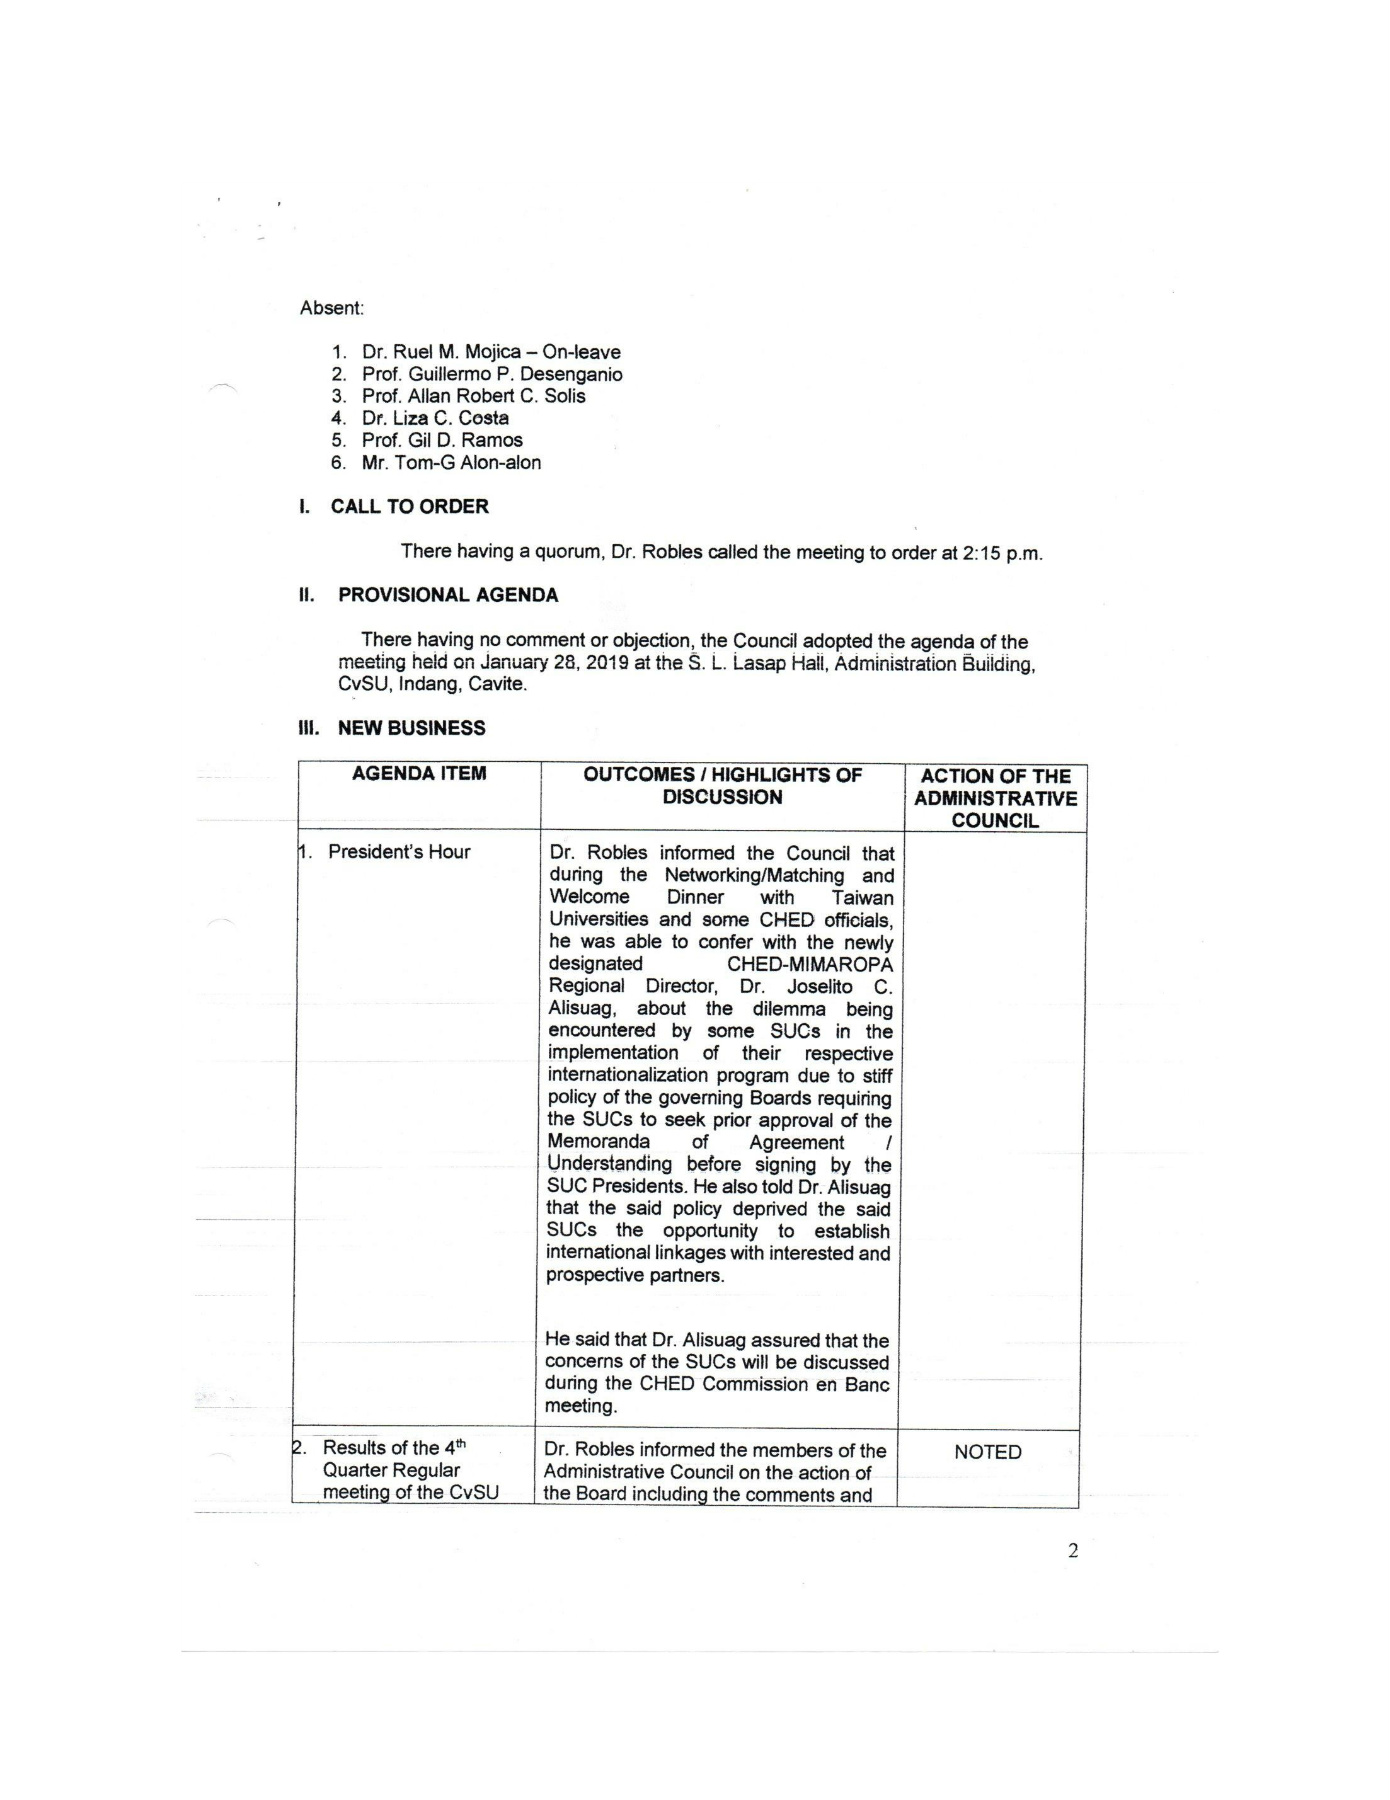 Absent:
1. Dr. Ruel M. Mojica – On-leave
2. Prof. Guillermo P. Desenganio
3. Prof. Allan Robert C. Solis
4. Dr. Liza C. Costa
5. Prof. Gil D. Ramos
6. Mr. Tom-G Alon-alon
I. CALL TO ORDER
There having a quorum, Dr. Robles called the meeting to order at 2:15 p.m.
II. PROVISIONAL AGENDA
There having no comment or objection, the Council adopted the agenda of the
meeting held on January 28, 2019 at the S. L. Lasap Hall, Administration Building,
CvSU, Indang, Cavite.
III. NEW BUSINESS
AGENDA ITEM
OUTCOMES / HIGHLIGHTS OF
DISCUSSION
ACTION OF THE
ADMINISTRATIVE
COUNCIL
1. President's Hour
Dr. Robles informed the Council that
during the Networking/Matching and
Welcome Dinner with Taiwan
Universities and some CHED officials,
he was able to confer with the newly
designated CHED-MIMAROPA
Regional Director, Dr. Joselito C.
Alisuag, about the dilemma being
encountered by some SUCs in the
implementation of their respective
internationalization program due to stiff
policy of the governing Boards requiring
the SUCs to seek prior approval of the
Memoranda of Agreement /
Understanding before signing by the
SUC Presidents. He also told Dr. Alisuag
that the said policy deprived the said
SUCs the opportunity to establish
international linkages with interested and
prospective partners.
He said that Dr. Alisuag assured that the
concerns of the SUCs will be discussed
during the CHED Commission en Banc
meeting.
2. Results of the 4th
Quarter Regular
meeting of the CvSU
Dr. Robles informed the members of the
Administrative Council on the action of
the Board including the comments and
NOTED
2